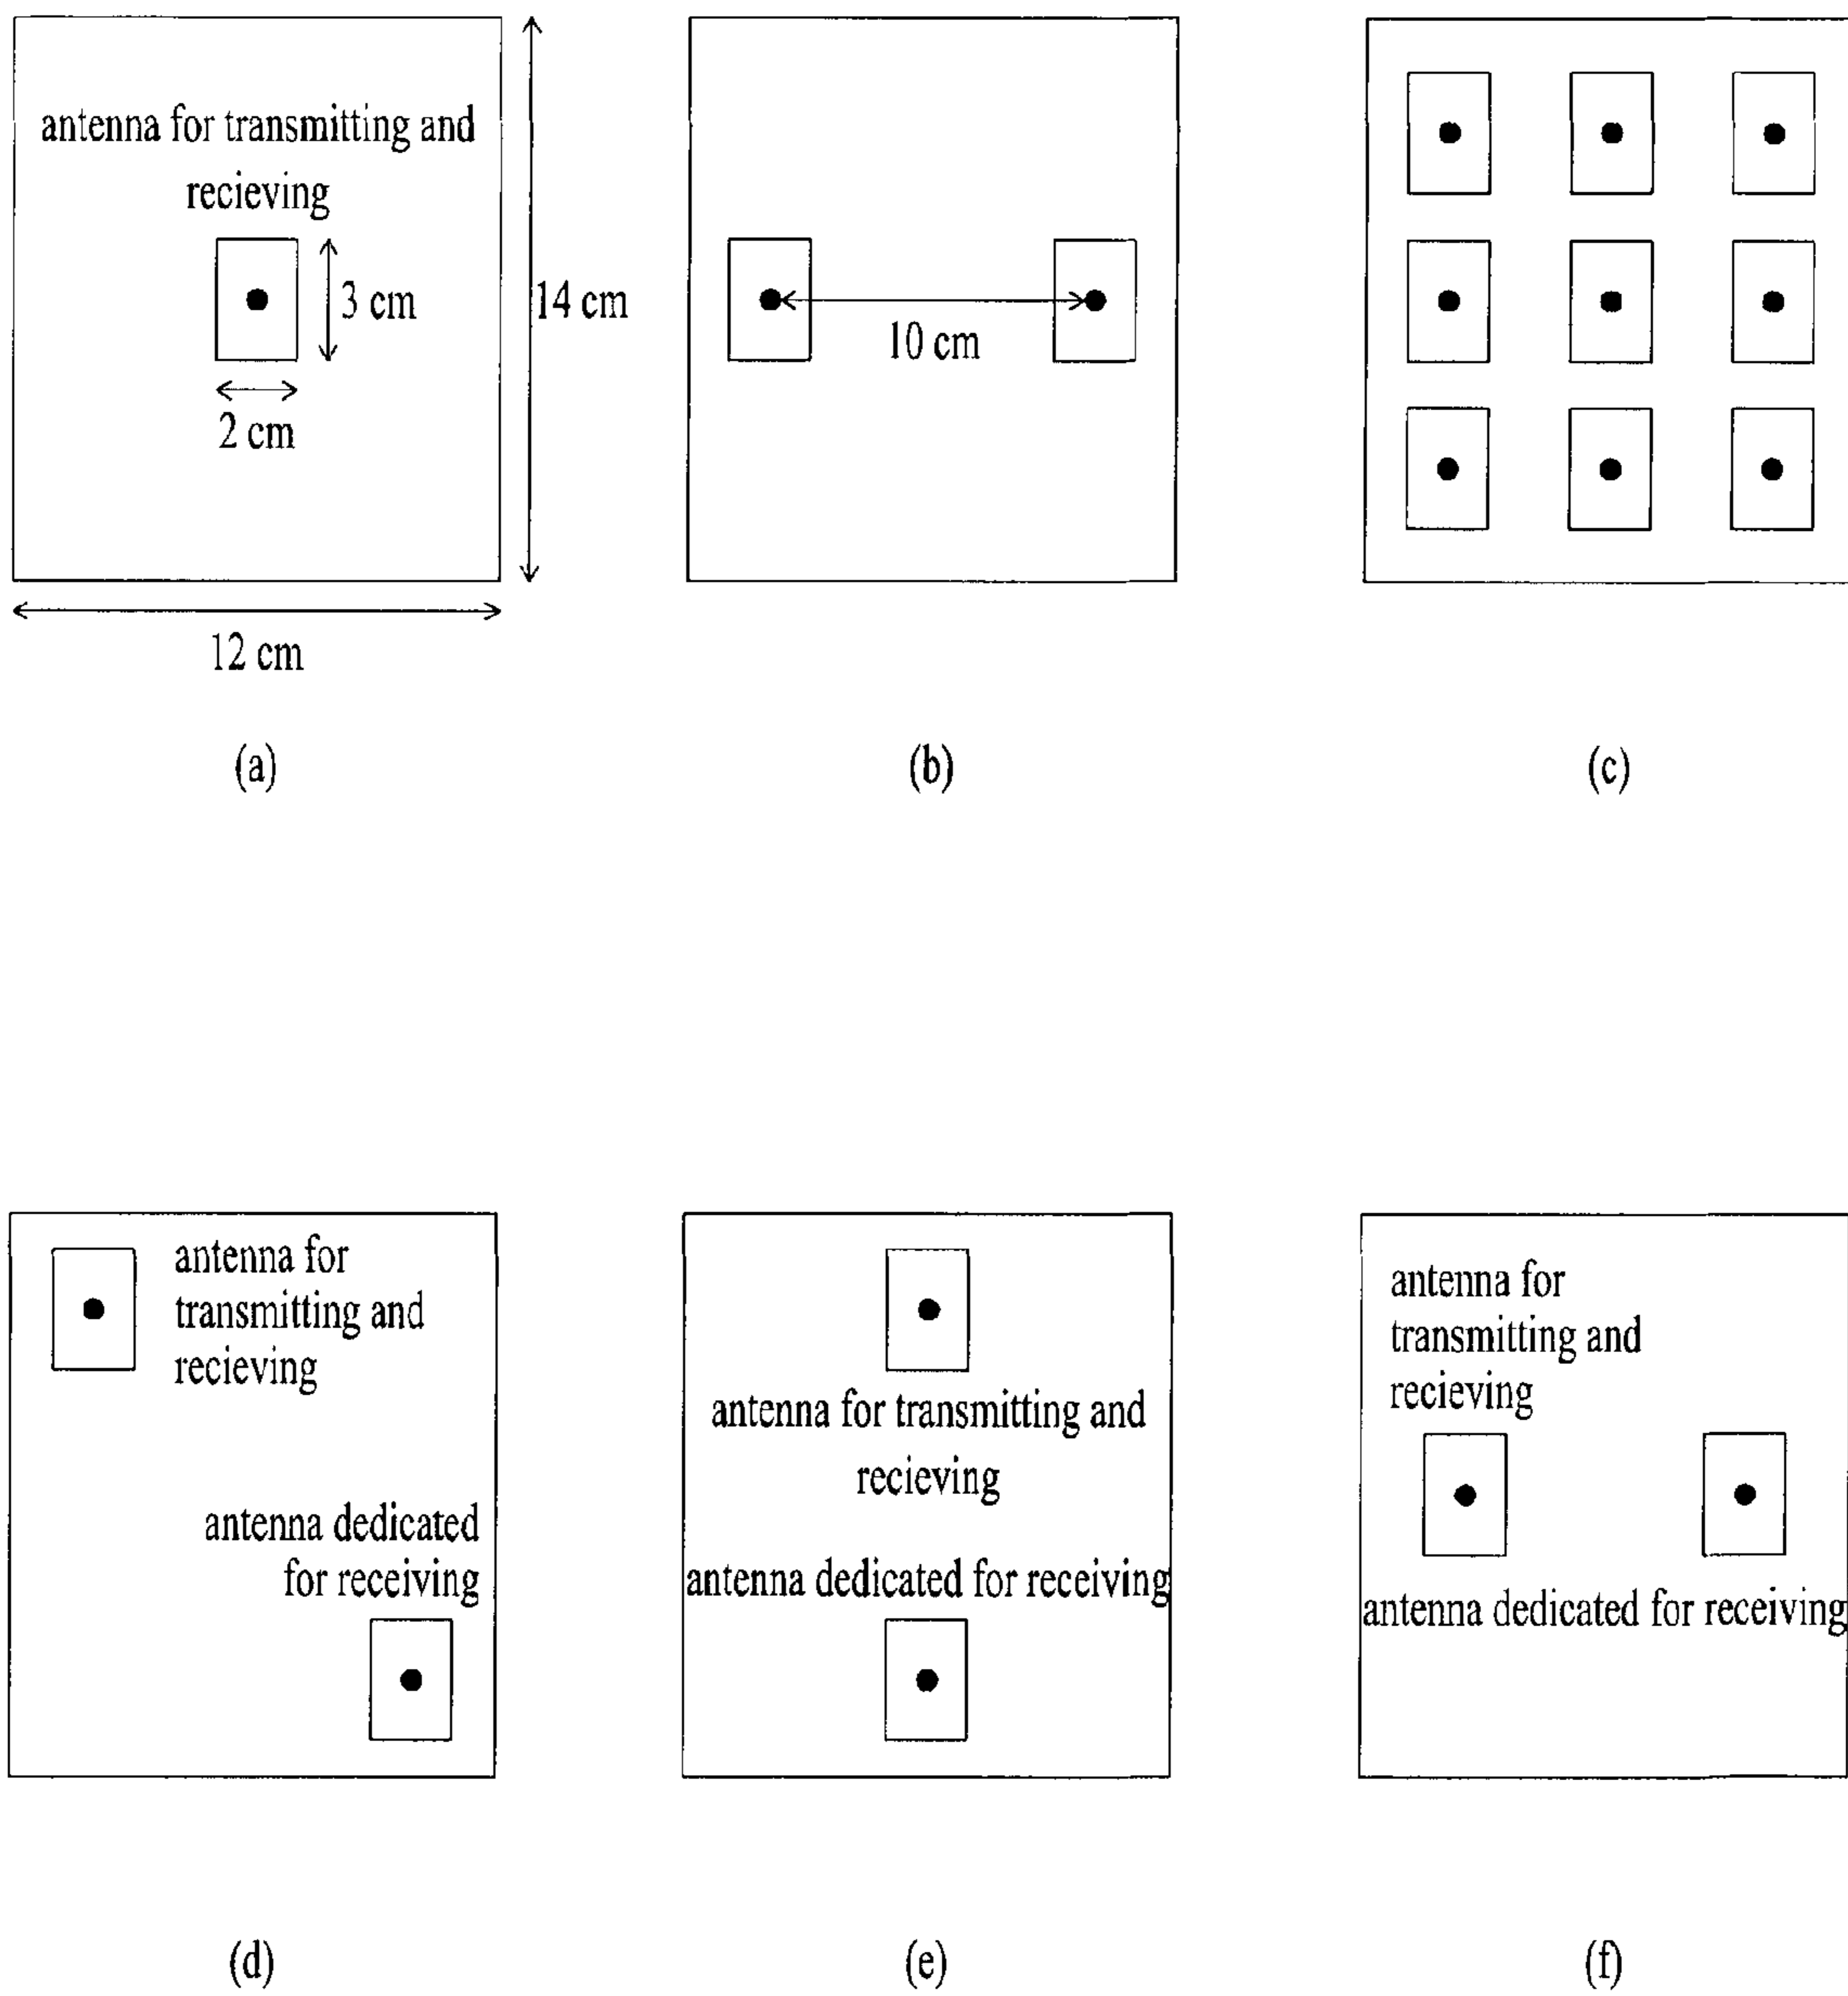 antenna for transmitting and
recieving
3 cm
14 cm
2 cm
12 cm
10 cm
(a)
(b)
(c)
antenna for
transmitting and
recieving
antenna dedicated
for receiving
antenna for transmitting and
recieving
antenna dedicated for receiving
antenna for
transmitting and
recieving
antenna dedicated for receiving
(d)
(e)
(f)